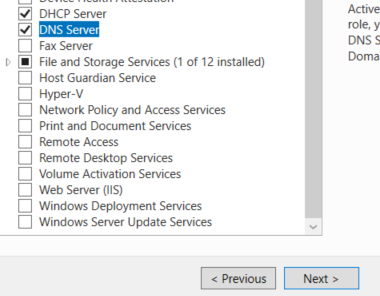 Device Health Attestation
DHCP Server
DNS Server
Fax Server
File and Storage Services (1 of 12 installed)
Host Guardian Service
Hyper-V
Network Policy and Access Services
Print and Document Services
Remote Access
Remote Desktop Services
Volume Activation Services
Web Server (IIS)
Windows Deployment Services
Windows Server Update Services
Active
role, y
DNS S
Doma
< Previous
Next >